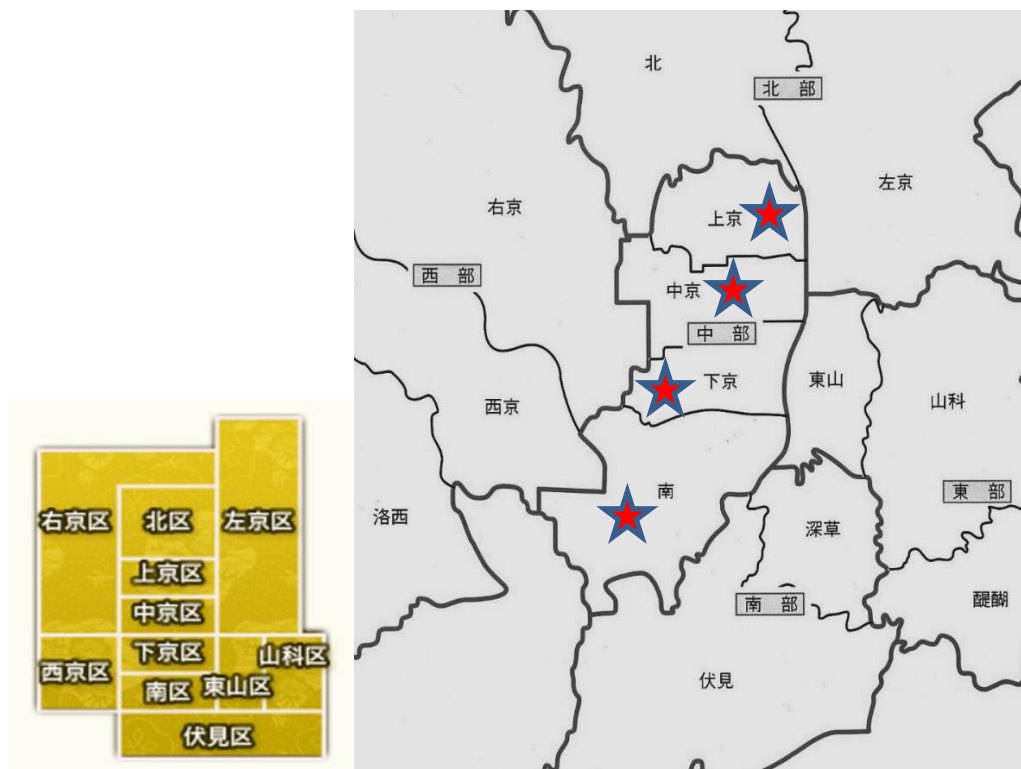 北
北 部
左京
上京
右京
西 部
中京
中 部
下京
東山
西京
山科
南
東 部
洛西
深草
南 部
醍醐
伏見
右京区
北区
左京区
上京区
中京区
下京区
山科区
西京区
南区
東山区
伏見区